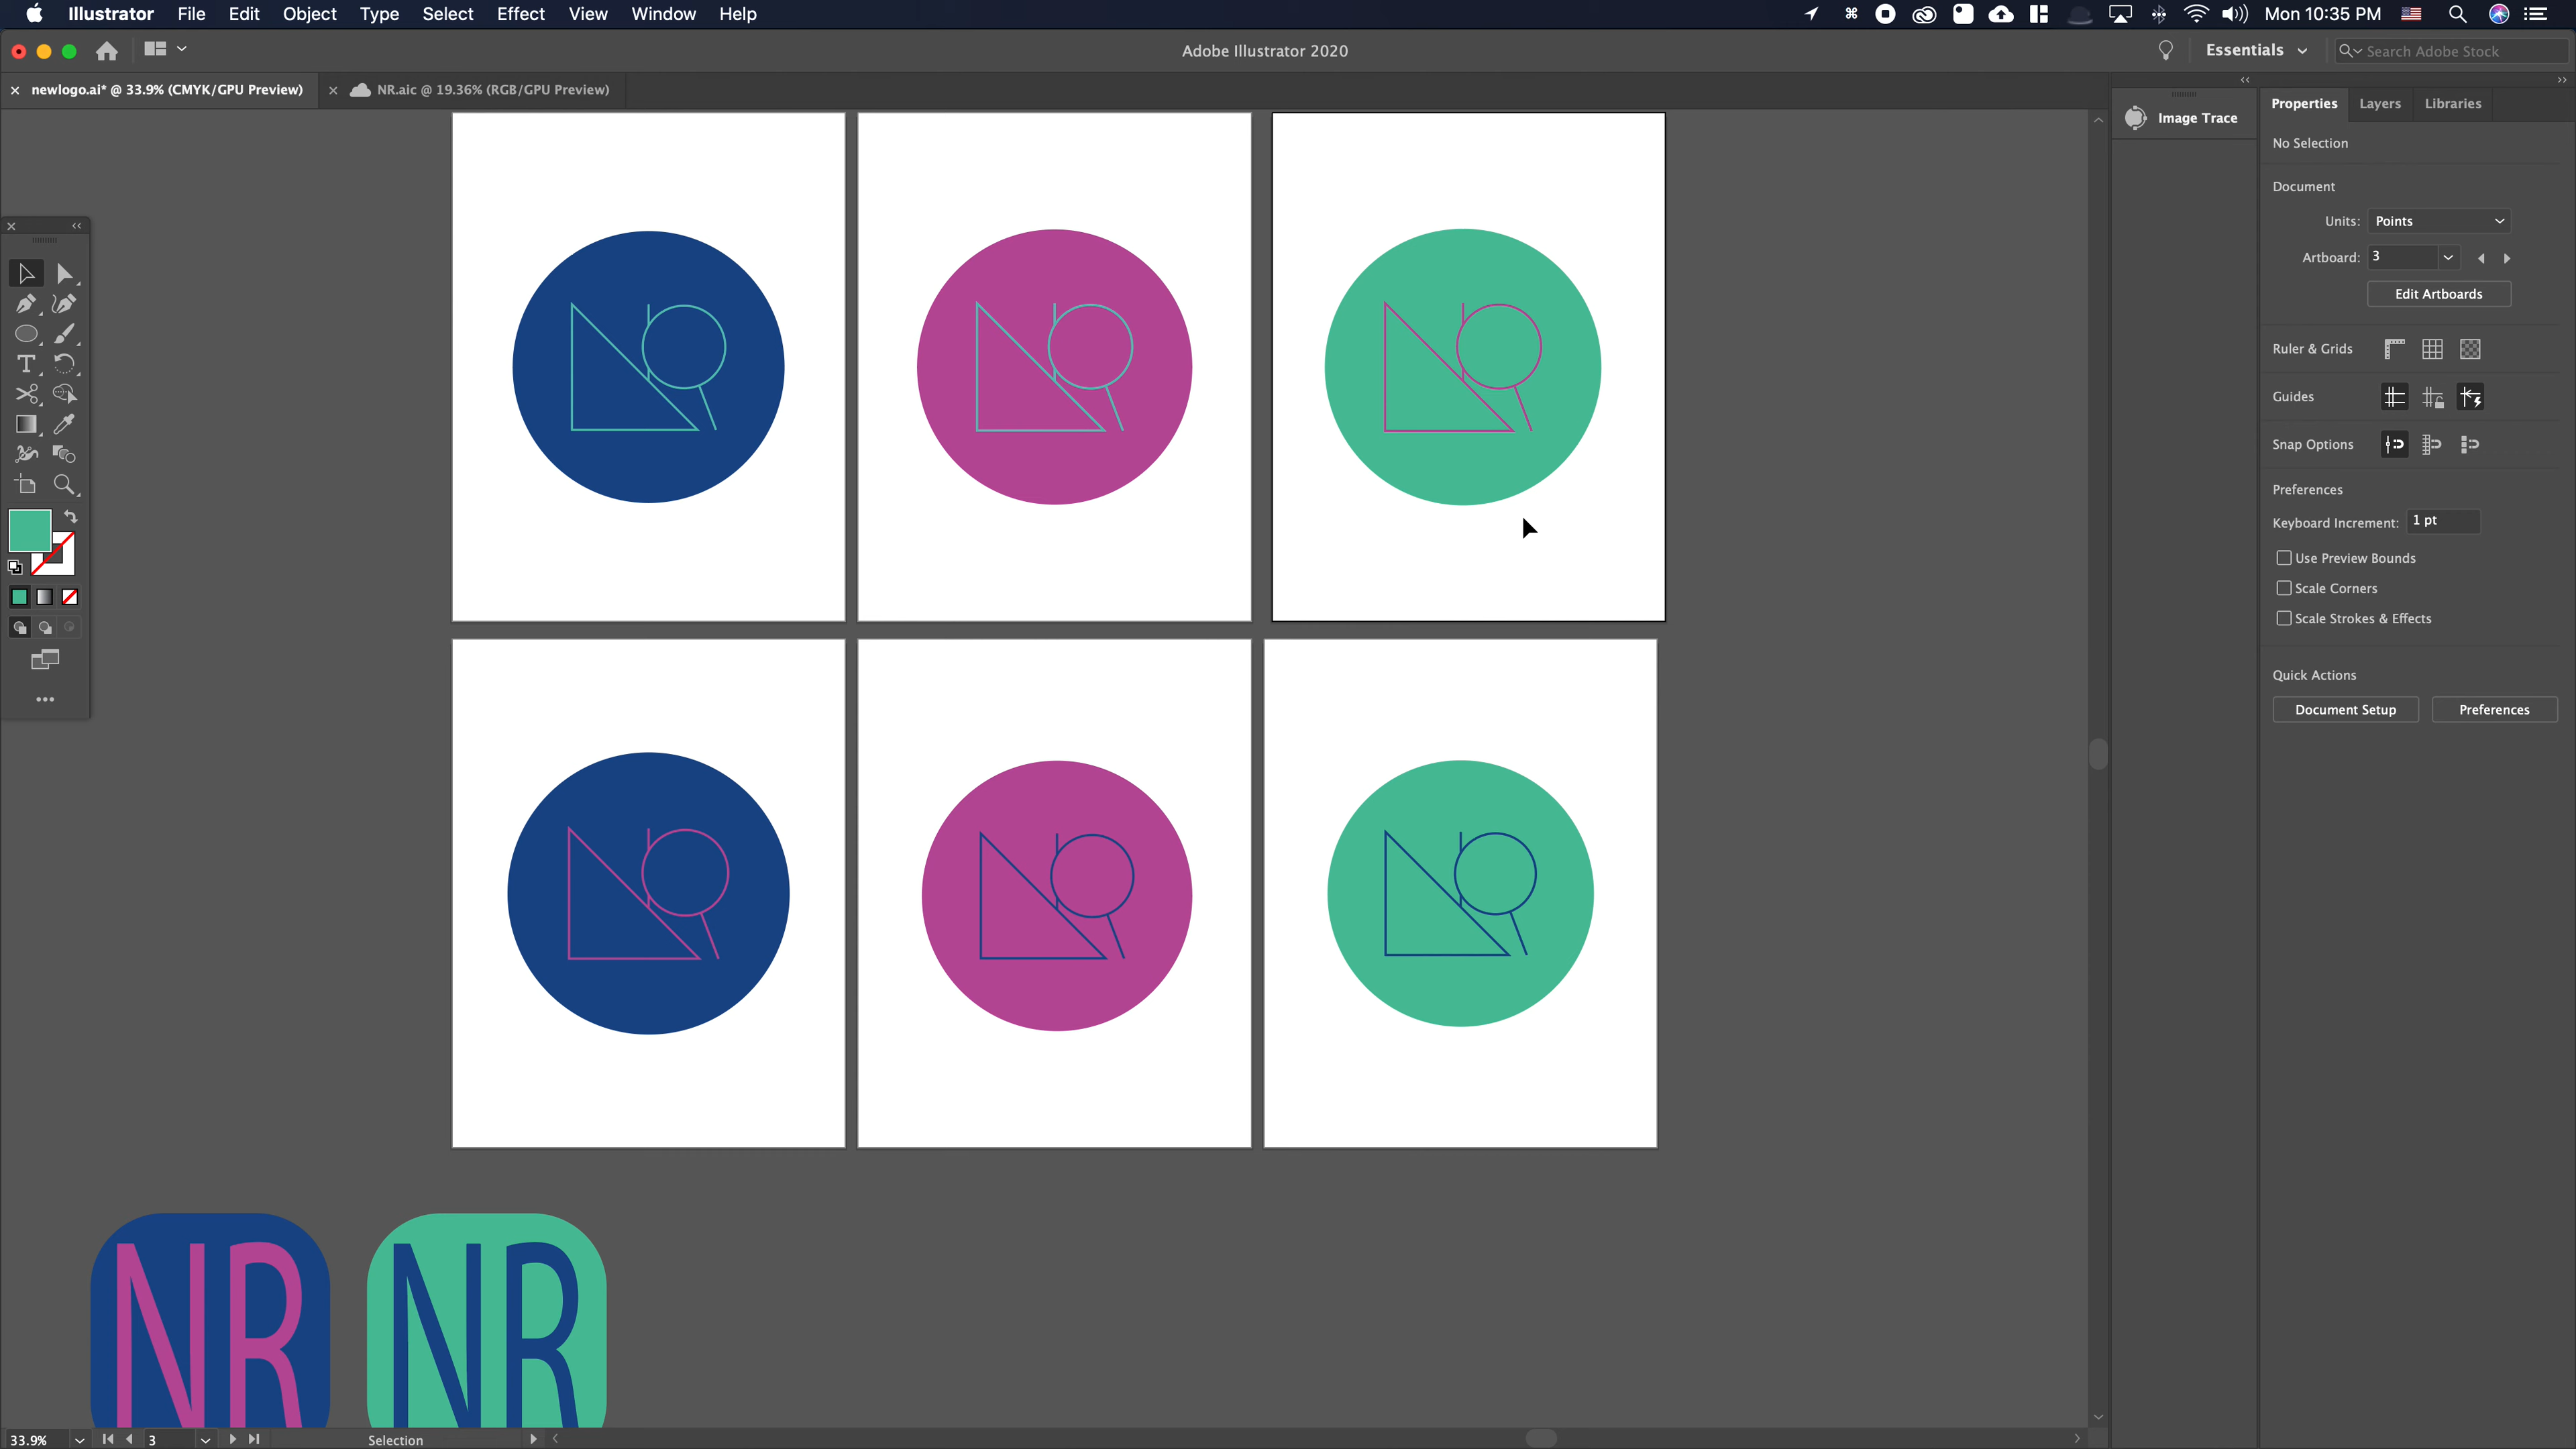 Illustrator File Edit Object Type Select Effect View Window Help Mon 10:35 PM
Adobe Illustrator 2020 Essentials Search Adobe Stock
newlogo.ai* @ 33.9% (CMYK/GPU Preview) NR.aic @ 19.36% (RGB/GPU Preview)
Image Trace
Properties Layers Libraries
No Selection
Document
Units: Points
Artboard: 3
Edit Artboards
Ruler & Grids
Guides
Snap Options
Preferences
Keyboard Increment: 1 pt
Use Preview Bounds
Scale Corners
Scale Strokes & Effects
Quick Actions
Document Setup Preferences
NR NR
33.9% 3 Selection